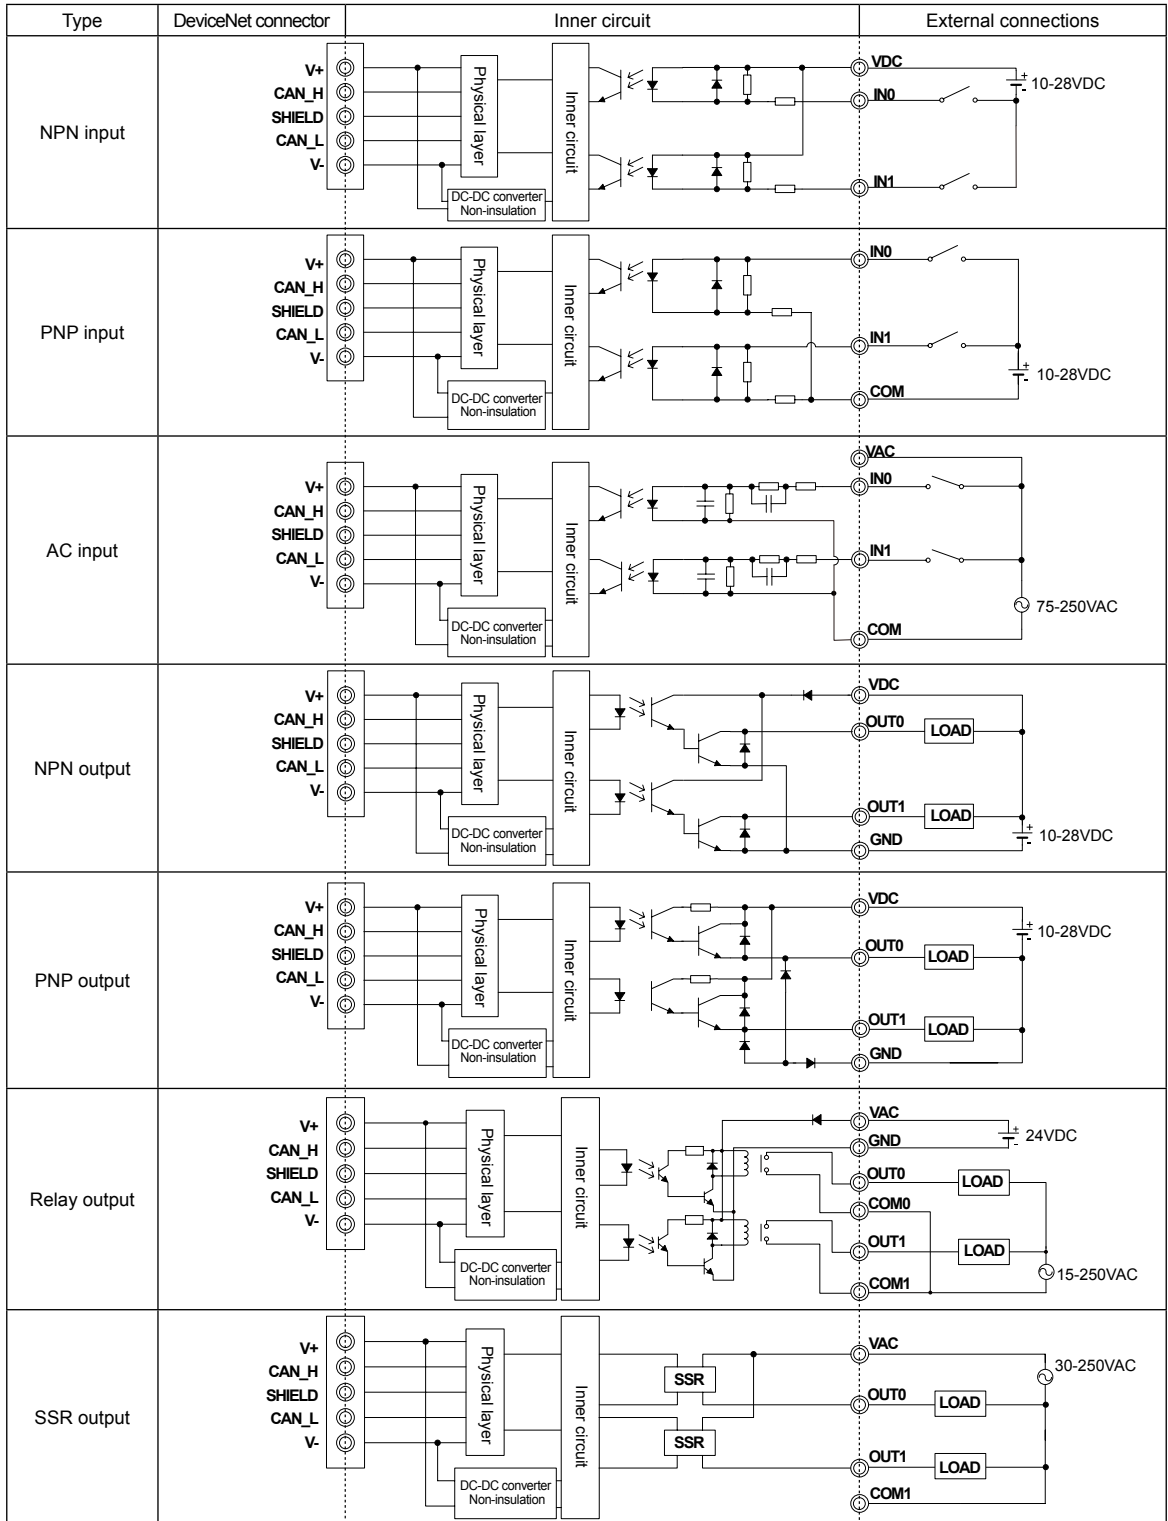 Type DeviceNet connector Inner circuit External connections
NPN input
V+
CAN_H
SHIELD
CAN_L
V-
Physical layer
DC-DC converter
Non-insulation
Inner circuit
VDC
IN0
IN1
+
-
10-28VDC
PNP input
V+
CAN_H
SHIELD
CAN_L
V-
Physical layer
DC-DC converter
Non-insulation
Inner circuit
IN0
IN1
COM
+
-
10-28VDC
AC input
V+
CAN_H
SHIELD
CAN_L
V-
Physical layer
DC-DC converter
Non-insulation
Inner circuit
VAC
IN0
IN1
COM
75-250VAC
NPN output
V+
CAN_H
SHIELD
CAN_L
V-
Physical layer
DC-DC converter
Non-insulation
Inner circuit
VDC
OUT0
LOAD
OUT1
LOAD
GND
+
-
10-28VDC
PNP output
V+
CAN_H
SHIELD
CAN_L
V-
Physical layer
DC-DC converter
Non-insulation
Inner circuit
VDC
+
-
10-28VDC
OUT0
LOAD
OUT1
LOAD
GND
Relay output
V+
CAN_H
SHIELD
CAN_L
V-
Physical layer
DC-DC converter
Non-insulation
Inner circuit
VAC
GND
+
-
24VDC
OUT0
LOAD
COM0
OUT1
LOAD
COM1
15-250VAC
SSR output
V+
CAN_H
SHIELD
CAN_L
V-
Physical layer
DC-DC converter
Non-insulation
Inner circuit
SSR
SSR
VAC
30-250VAC
OUT0
LOAD
OUT1
LOAD
COM1